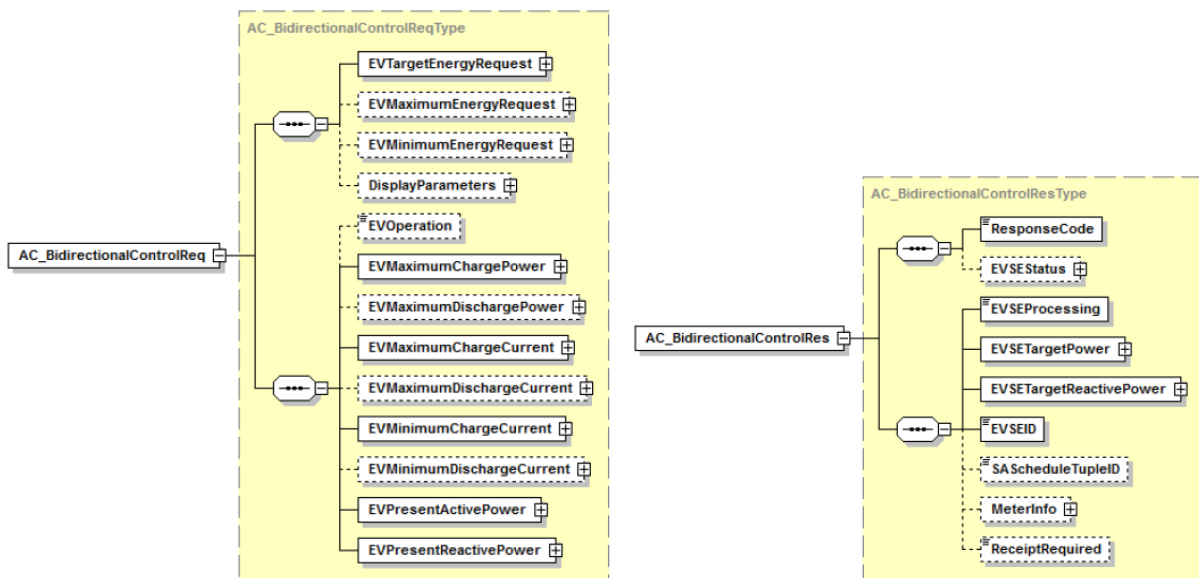 AC_BidirectionalControlReqType
EVTargetEnergyRequest
EVMaximumEnergyRequest
EVMinimumEnergyRequest
DisplayParameters
EVOperation
AC_BidirectionalControlReq
EVMaximumChargePower
EVMaximumDischargePower
EVMaximumChargeCurrent
EVMaximumDischargeCurrent
EVMinimumChargeCurrent
EVMinimumDischargeCurrent
EVPresentActivePower
EVPresentReactivePower
AC_BidirectionalControlResType
ResponseCode
EVSEStatus
EVSEProcessing
AC_BidirectionalControlRes
EVSETargetPower
EVSETargetReactivePower
EVSEID
SAScheduleTupleID
MeterInfo
ReceiptRequired